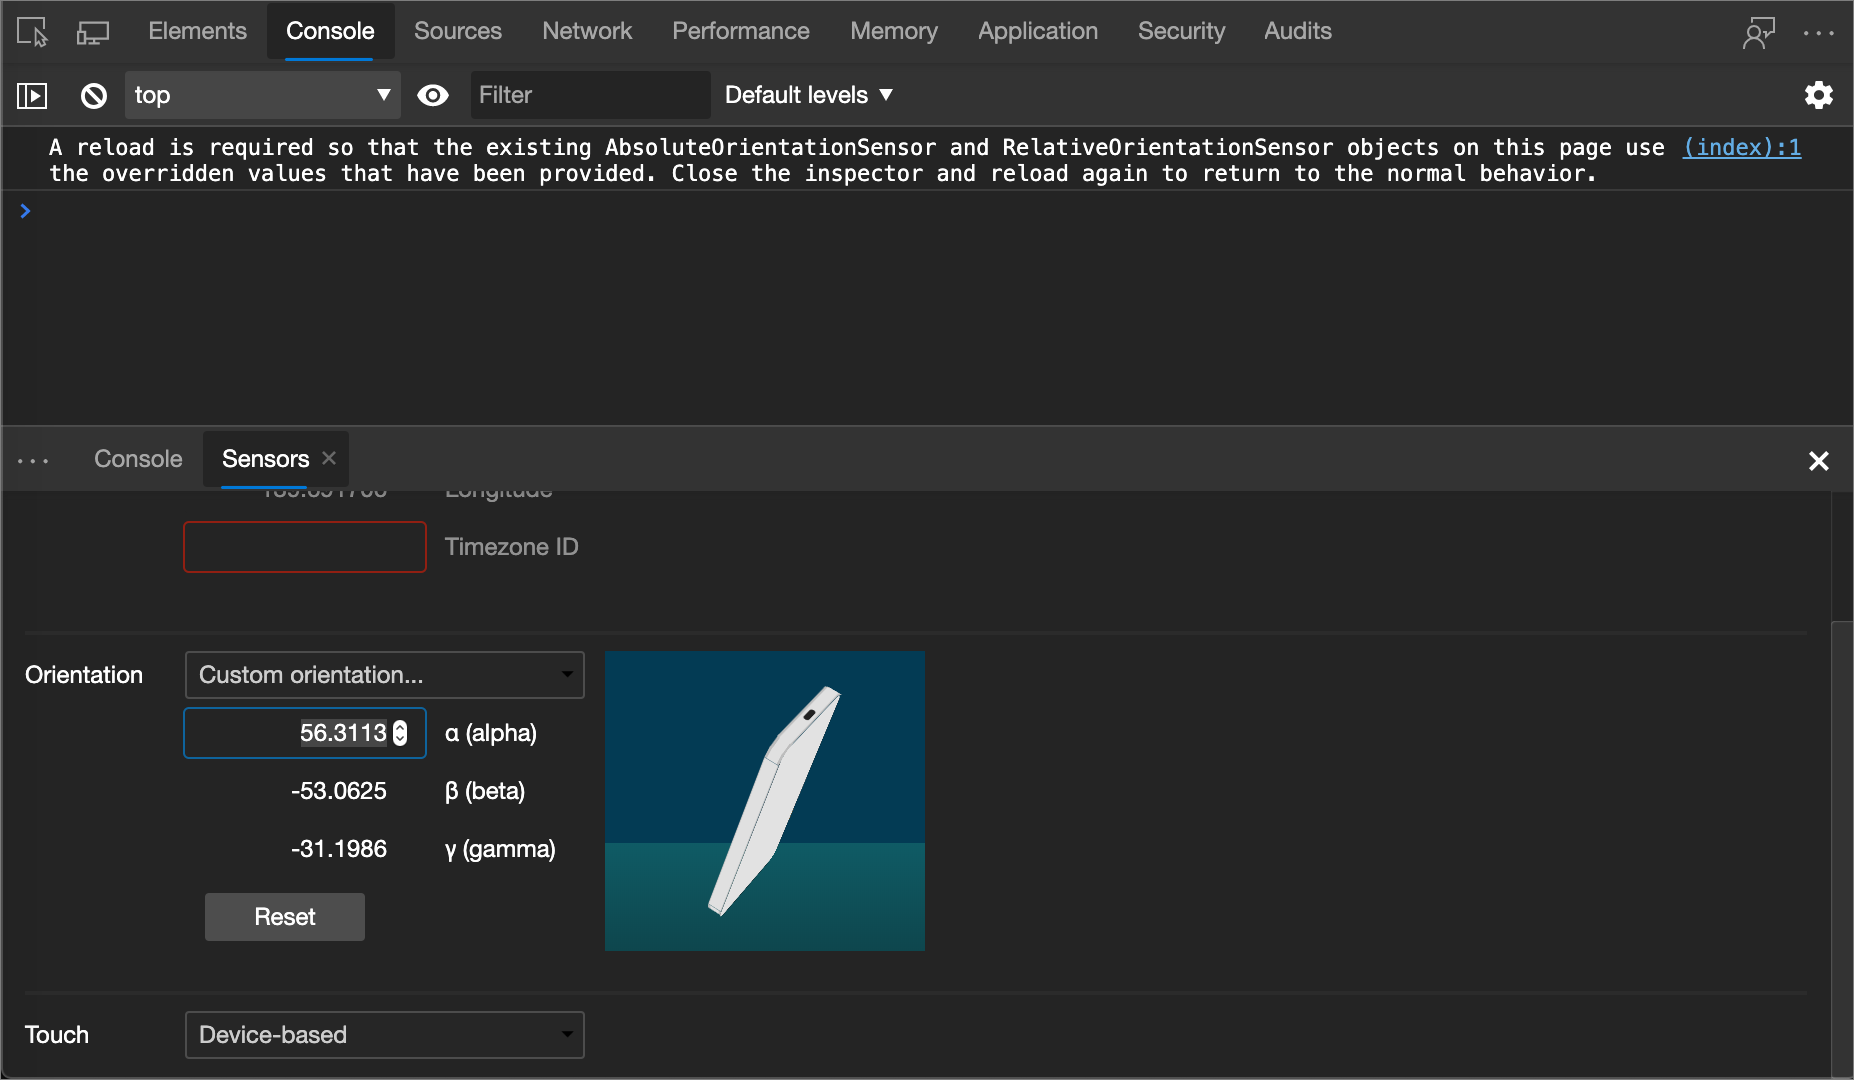 Elements Console Sources Network Performance Memory Application Security Audits
top Filter Default levels
A reload is required so that the existing AbsoluteOrientationSensor and RelativeOrientationSensor objects on this page use (index):1
the overridden values that have been provided. Close the inspector and reload again to return to the normal behavior.
Console Sensors
Longitude
Timezone ID
Orientation Custom orientation...
56.3113 α (alpha)
-53.0625 β (beta)
-31.1986 γ (gamma)
Reset
Touch Device-based